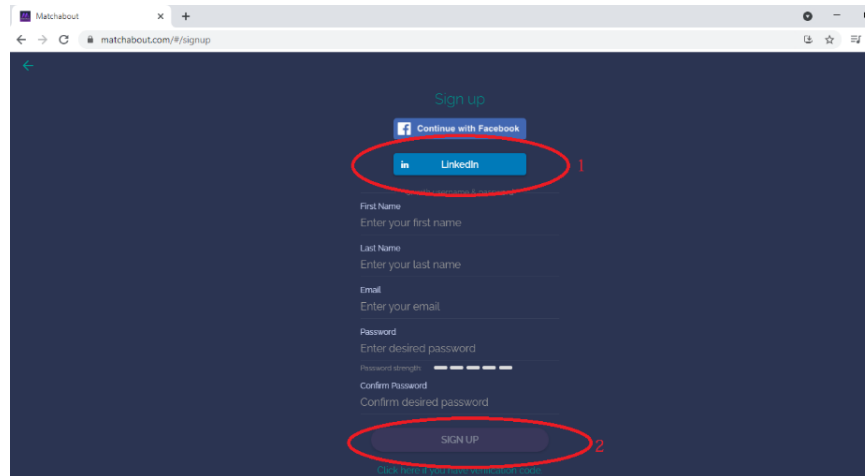 Matchabout
matchabout.com/#/signup
Sign up
Continue with Facebook
in LinkedIn
1
username & password
First Name
Enter your first name
Last Name
Enter your last name
Email
Enter your email
Password
Enter desired password
Password strength
Confirm Password
Confirm desired password
SIGN UP
2
Click here if you have verification code